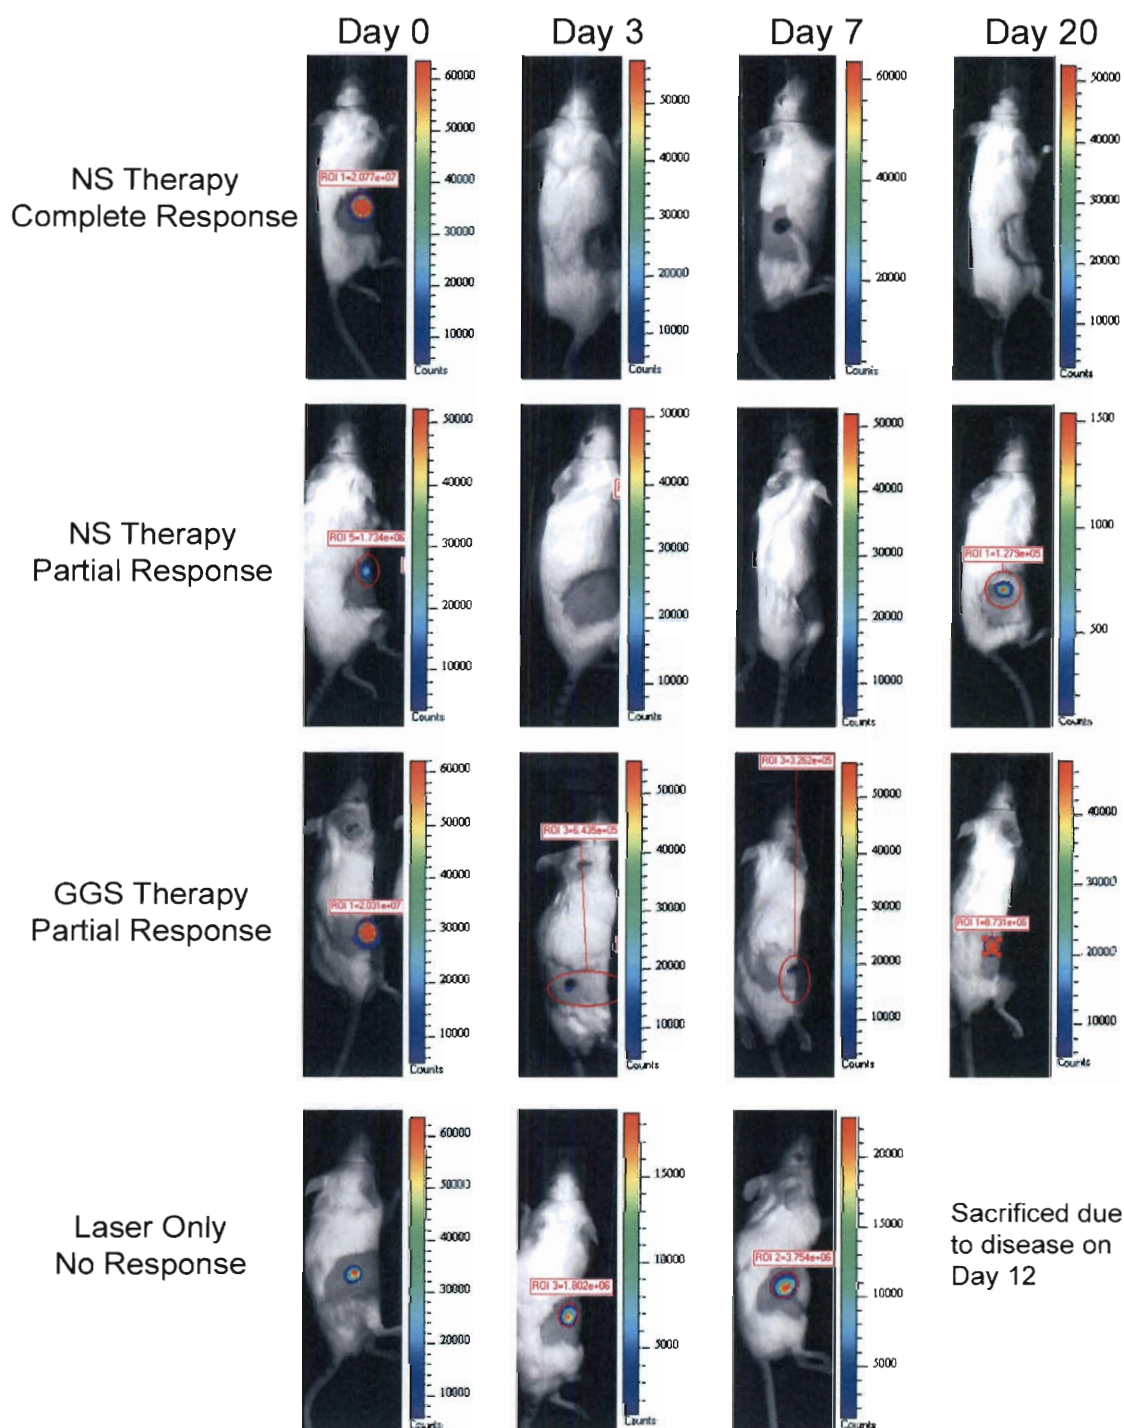 Day 0
Day 3
Day 7
Day 20
NS Therapy
Complete Response
ROI 1=2.077e+07
60000
50000
40000
30000
20000
10000
Counts
50000
40000
30000
20000
10000
Counts
60000
40000
20000
Counts
50000
40000
30000
20000
10000
Counts
NS Therapy
Partial Response
ROI 5=1.734e+06
50000
40000
30000
20000
10000
Counts
50000
40000
30000
20000
10000
Counts
50000
40000
30000
20000
10000
Counts
ROI 1=1.279e+05
1500
1000
500
Counts
GGS Therapy
Partial Response
ROI 1=2.031e+07
60000
50000
40000
30000
20000
10000
Counts
ROI 3=6.435e+05
50000
40000
30000
20000
10000
Counts
ROI 3=3.262e+05
50000
40000
30000
20000
10000
Counts
ROI 1=8.731e+06
40000
30000
20000
10000
Counts
Laser Only
No Response
60000
50000
40000
30000
20000
10000
Counts
ROI 3=1.802e+06
15000
10000
5000
Counts
ROI 2=3.754e+06
20000
15000
10000
5000
Counts
Sacrificed due
to disease on
Day 12